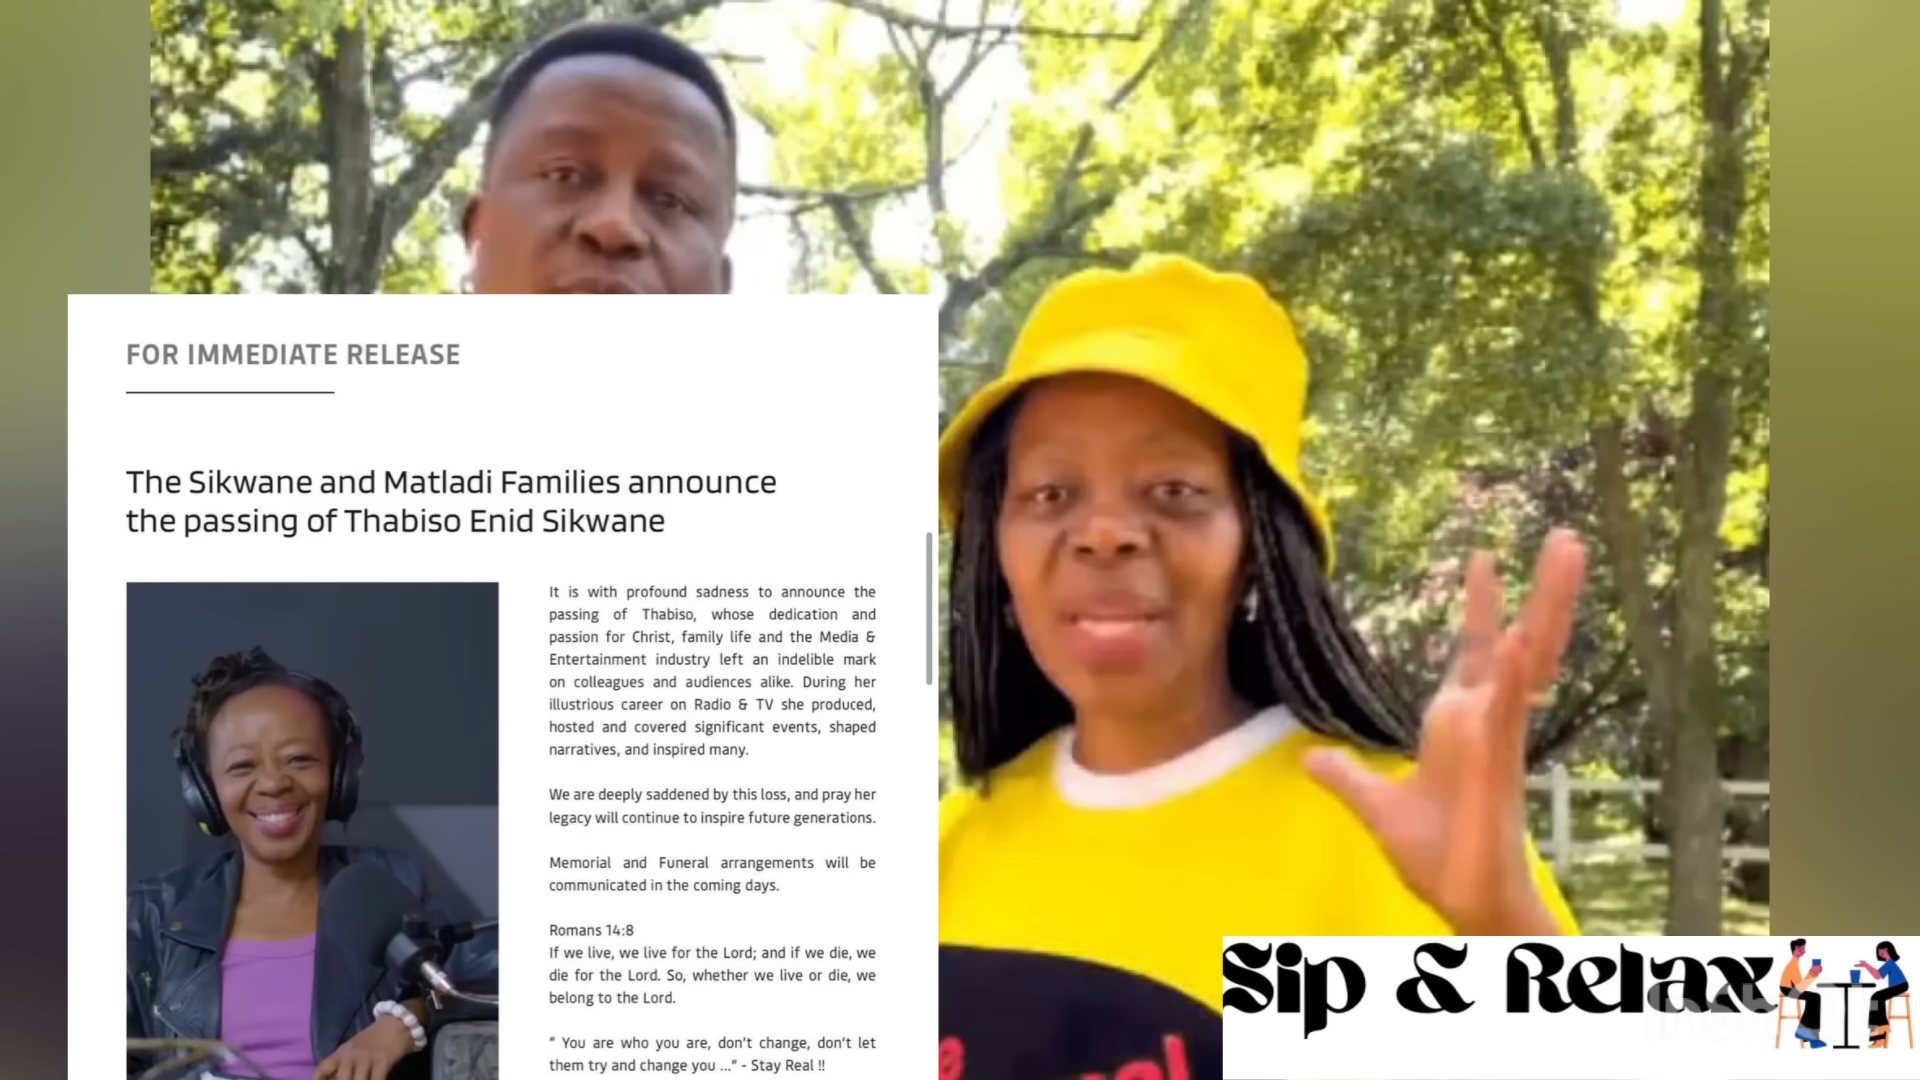 FOR IMMEDIATE RELEASE
The Sikwane and Matladi Families announce
the passing of Thabiso Enid Sikwane
It is with profound sadness to announce the
passing of Thabiso, whose dedication and
passion for Christ, family life and the Media &
Entertainment industry left an indelible mark
on colleagues and audiences alike. During her
illustrious career on Radio & TV she produced,
hosted and covered significant events, shaped
narratives, and inspired many.
We are deeply saddened by this loss, and pray her
legacy will continue to inspire future generations.
Memorial and Funeral arrangements will be
communicated in the coming days.
Romans 14:8
If we live, we live for the Lord; and if we die, we
die for the Lord. So, whether we live or die, we
belong to the Lord.
“ You are who you are, don’t change, don’t let
them try and change you ...” - Stay Real !!
Sip & Relax